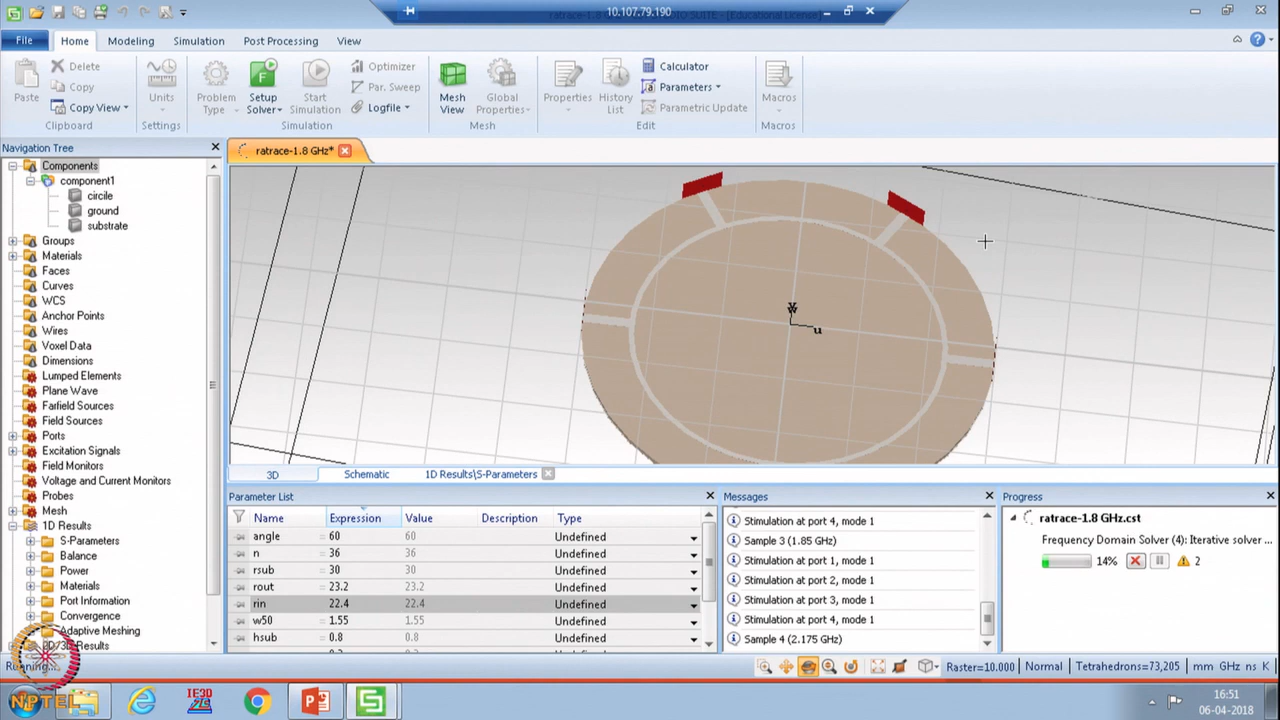 10.107.79.190
File Home Modeling Simulation Post Processing View
Paste Delete Copy Copy View Clipboard
Units Settings
Problem Type Setup Solver Start Simulation Optimizer Par. Sweep Logfile Simulation
Mesh View Global Properties Mesh
Properties History List Calculator Parameters Parametric Update Edit
Macros Macros
Navigation Tree
ratrace-1.8 GHz*
Components
component1
circile
ground
substrate
Groups
Materials
Faces
Curves
WCS
Anchor Points
Wires
Voxel Data
Dimensions
Lumped Elements
Plane Wave
Farfield Sources
Field Sources
Ports
Excitation Signals
Field Monitors
Voltage and Current Monitors
Probes
Mesh
1D Results
S-Parameters
Balance
Power
Materials
Port Information
Convergence
Adaptive Meshing
2D/3D Results
v
w
u
3D Schematic 1D Results\S-Parameters
Parameter List
Name Expression Value Description Type
angle = 60 60 Undefined
n = 36 36 Undefined
rsub = 30 30 Undefined
rout = 23.2 23.2 Undefined
rin = 22.4 22.4 Undefined
w50 = 1.55 1.55 Undefined
hsub = 0.8 0.8 Undefined
Messages
Stimulation at port 4, mode 1
Sample 3 (1.85 GHz)
Stimulation at port 1, mode 1
Stimulation at port 2, mode 1
Stimulation at port 3, mode 1
Stimulation at port 4, mode 1
Sample 4 (2.175 GHz)
Progress
ratrace-1.8 GHz.cst
Frequency Domain Solver (4): Iterative solver ...
14% 2
Running...
Raster=10.000 Normal Tetrahedrons=73,205 mm GHz ns K
NPTEL
IE3D
16:51
06-04-2018